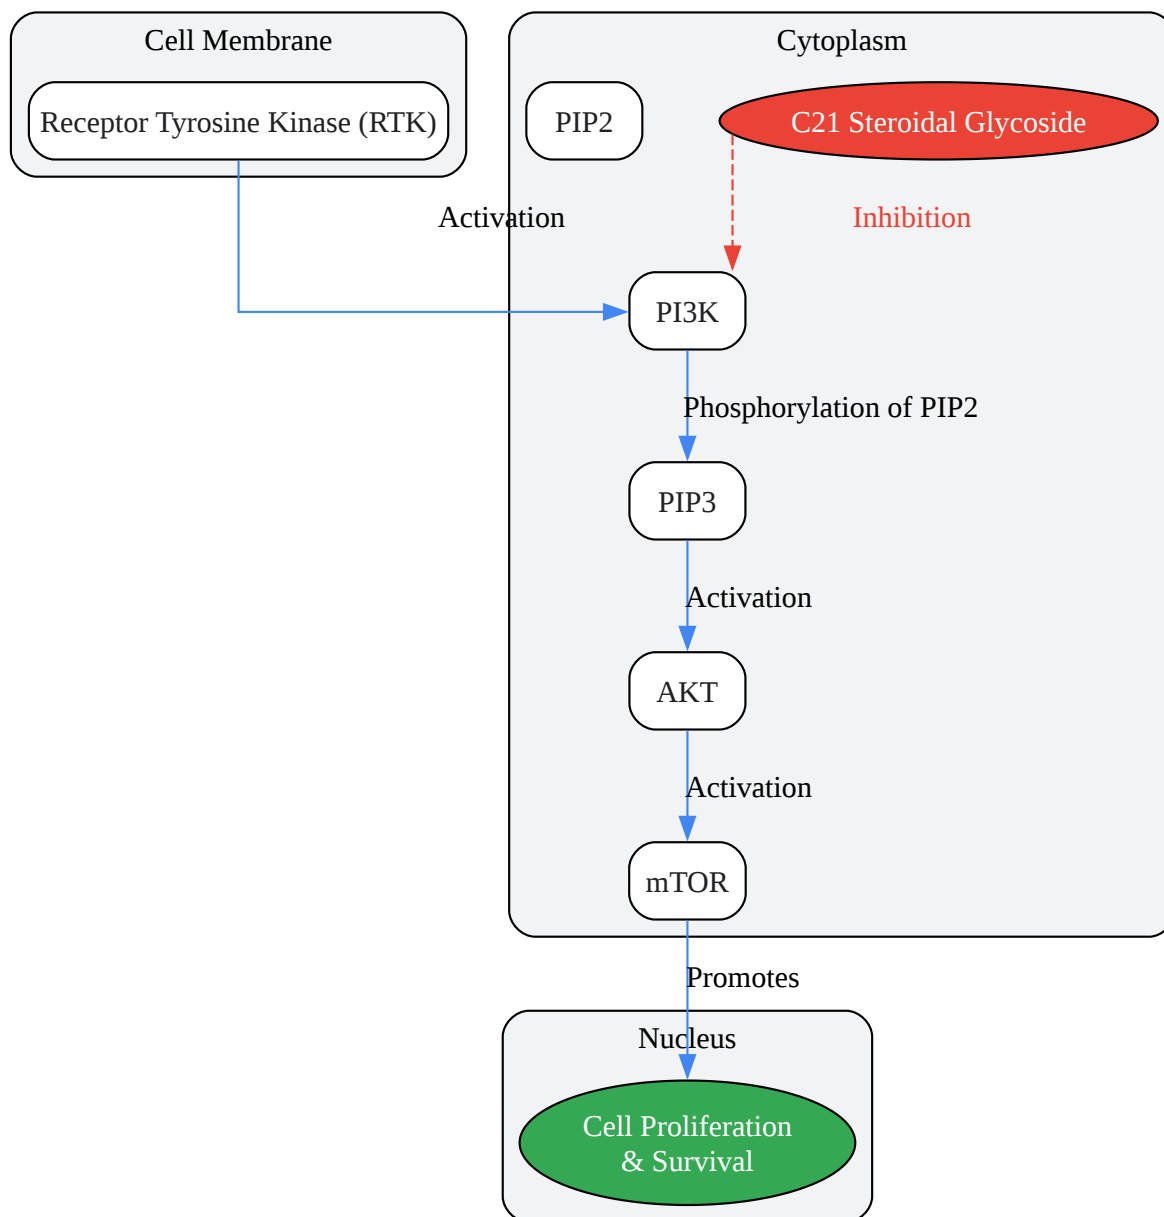 Cell Membrane
Cytoplasm
Receptor Tyrosine Kinase (RTK)
PIP2
C21 Steroidal Glycoside
Activation
Inhibition
PI3K
Phosphorylation of PIP2
PIP3
Activation
AKT
Activation
mTOR
Promotes
Nucleus
Cell Proliferation
& Survival